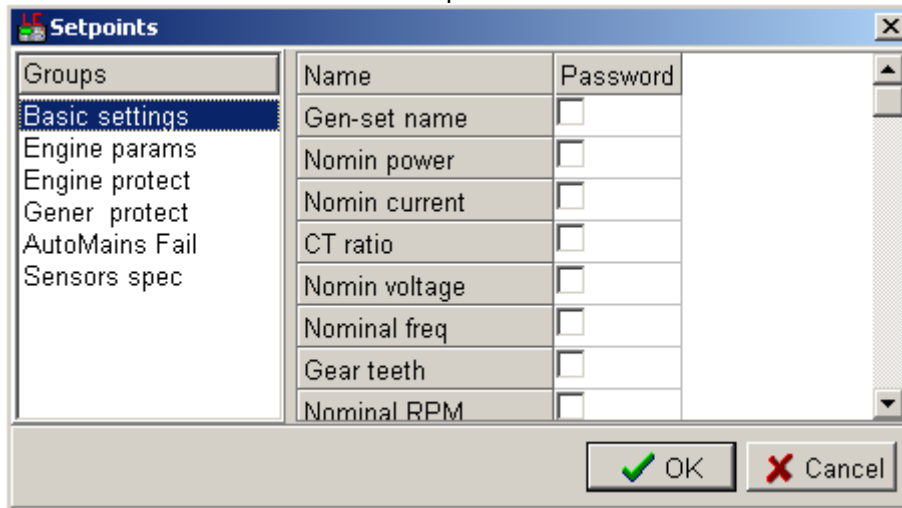 Setpoints
Groups
Basic settings
Engine params
Engine protect
Gener protect
AutoMains Fail
Sensors spec
Name Password
Gen-set name
Nomin power
Nomin current
CT ratio
Nomin voltage
Nominal freq
Gear teeth
Nominal RPM
OK Cancel